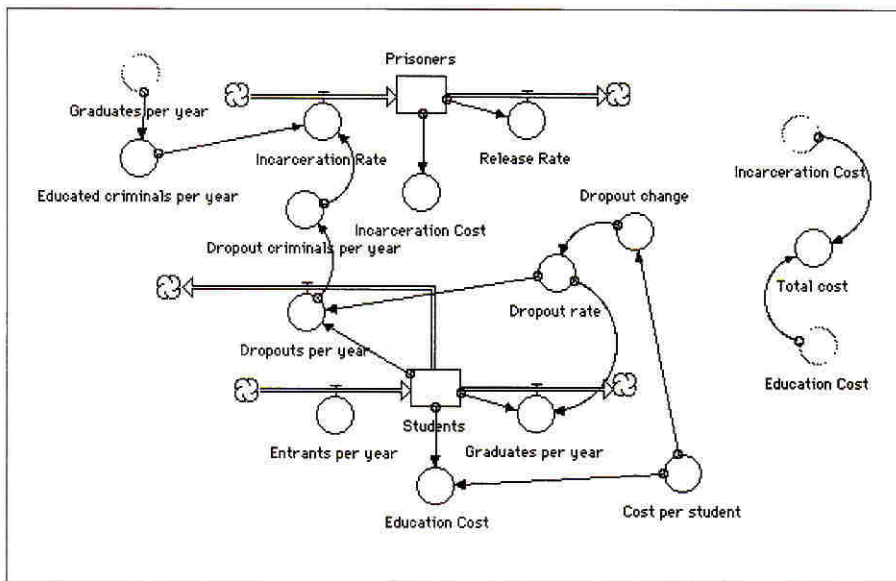 Prisoners
Graduates per year
Incarceration Rate
Release Rate
Educated criminals per year
Incarceration Cost
Dropout change
Incarceration Cost
Dropout criminals per year
Total cost
Dropout rate
Dropouts per year
Education Cost
Students
Entrants per year
Graduates per year
Cost per student
Education Cost